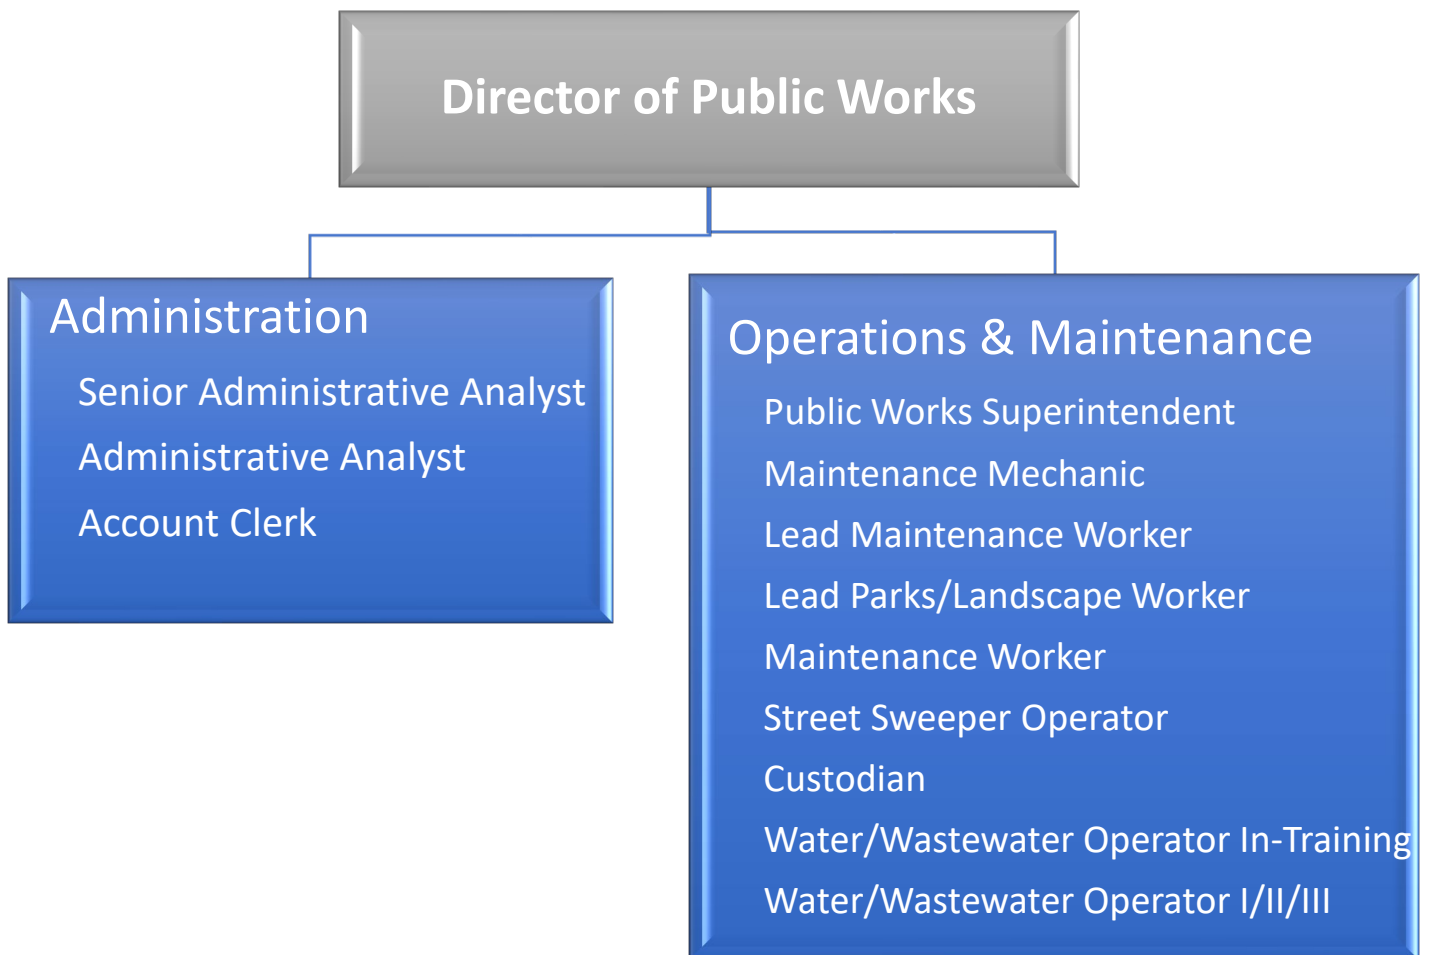 Director of Public Works
Administration
Senior Administrative Analyst
Administrative Analyst
Account Clerk
Operations & Maintenance
Public Works Superintendent
Maintenance Mechanic
Lead Maintenance Worker
Lead Parks/Landscape Worker
Maintenance Worker
Street Sweeper Operator
Custodian
Water/Wastewater Operator In-Training
Water/Wastewater Operator I/II/III